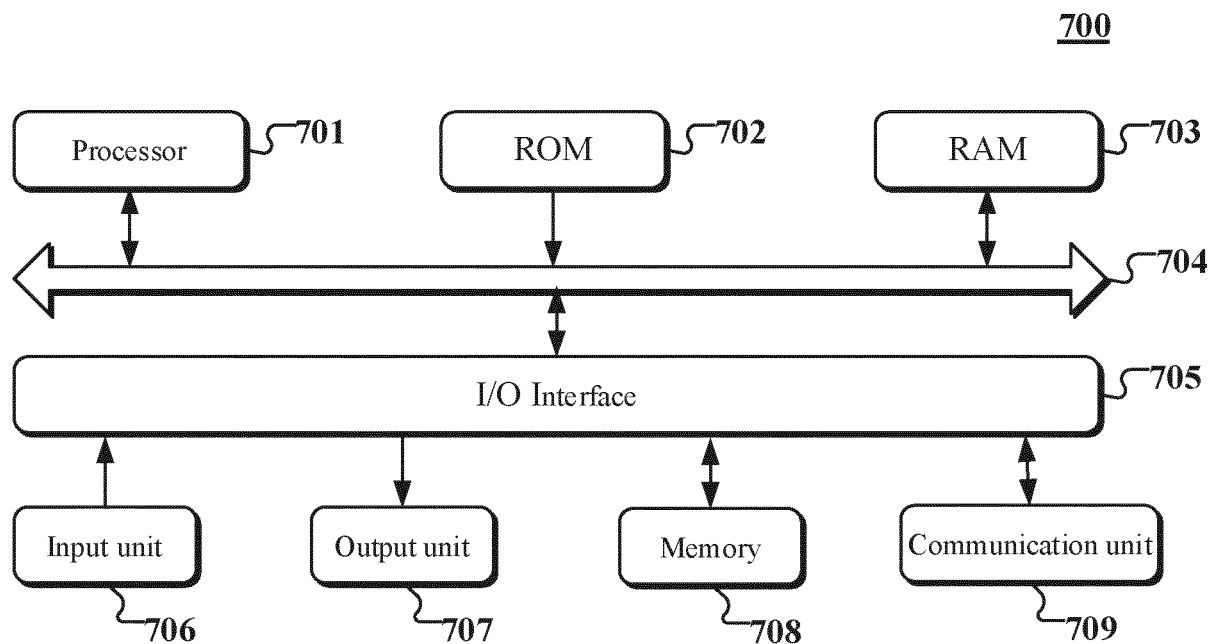 700
Processor
701
ROM
702
RAM
703
704
I/O Interface
705
Input unit
Output unit
Memory
Communication unit
706
707
708
709